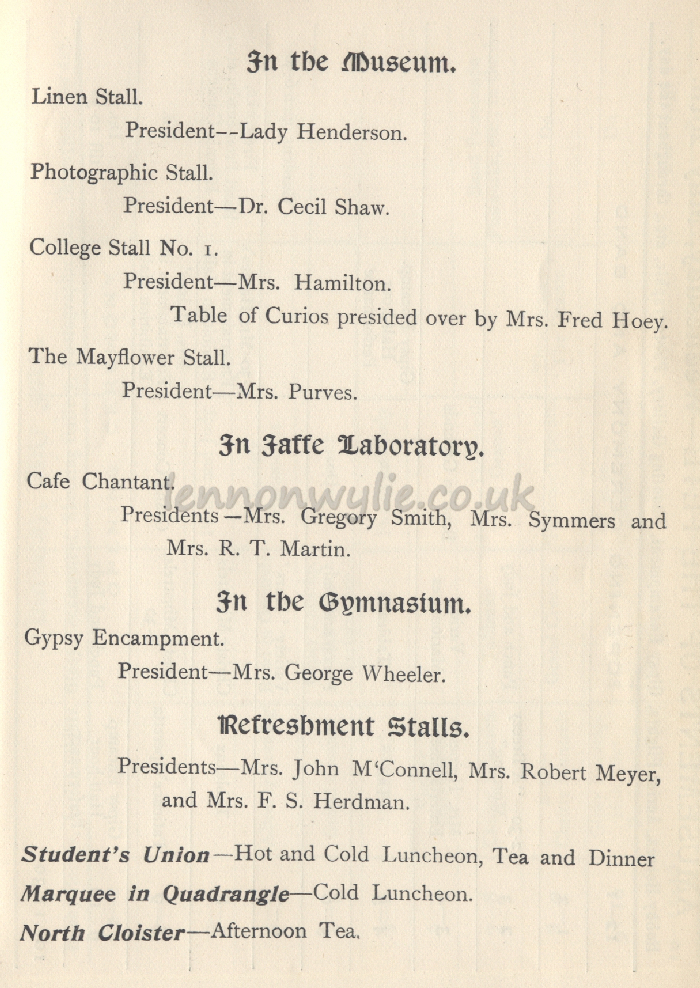 In the Museum.
Linen Stall.
President--Lady Henderson.
Photographic Stall.
President—Dr. Cecil Shaw.
College Stall No. 1.
President—Mrs. Hamilton.
Table of Curios presided over by Mrs. Fred Hoey.
The Mayflower Stall.
President—Mrs. Purves.
In Jaffe Laboratory.
Cafe Chantant.
lennonwylie.co.uk
Presidents—Mrs. Gregory Smith, Mrs. Symmers and
Mrs. R. T. Martin.
In the Gymnasium.
Gypsy Encampment.
President—Mrs. George Wheeler.
Refreshment Stalls.
Presidents—Mrs. John M‘Connell, Mrs. Robert Meyer,
and Mrs. F. S. Herdman.
Student's Union—Hot and Cold Luncheon, Tea and Dinner
Marquee in Quadrangle—Cold Luncheon.
North Cloister—Afternoon Tea.